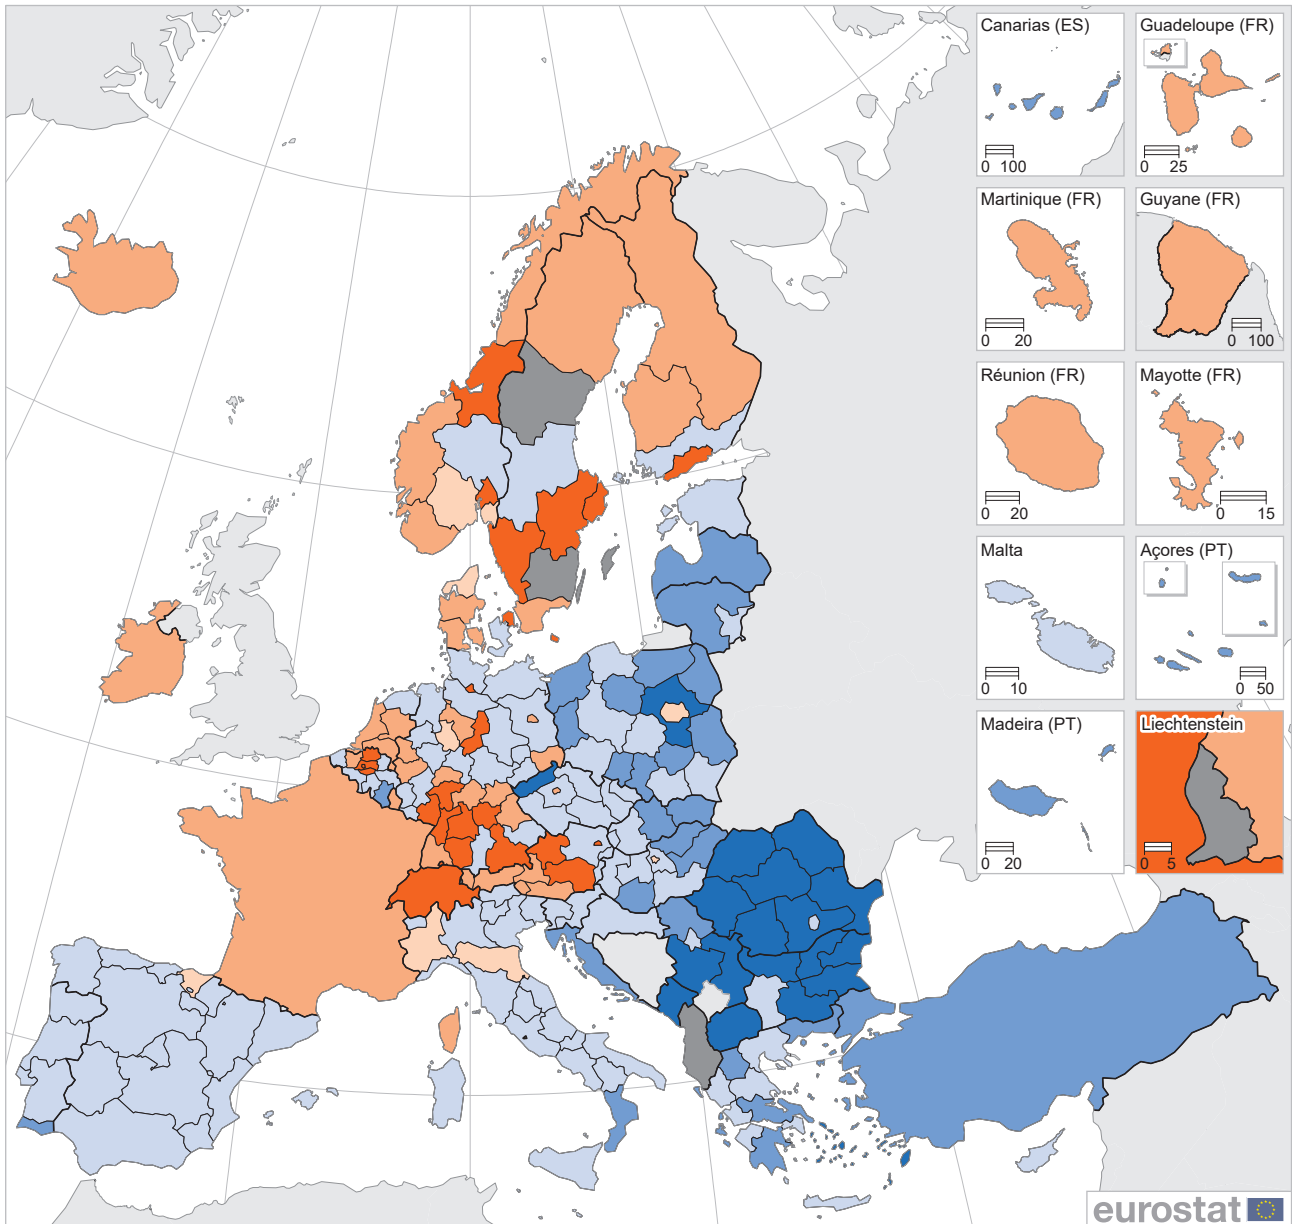 Canarias (ES)
0 100
Guadeloupe (FR)
0 25
Martinique (FR)
0 20
Guyane (FR)
0 100
Réunion (FR)
0 20
Mayotte (FR)
0 15
Malta
0 10
Açores (PT)
0 50
Madeira (PT)
0 20
Liechtenstein
0 5
eurostat